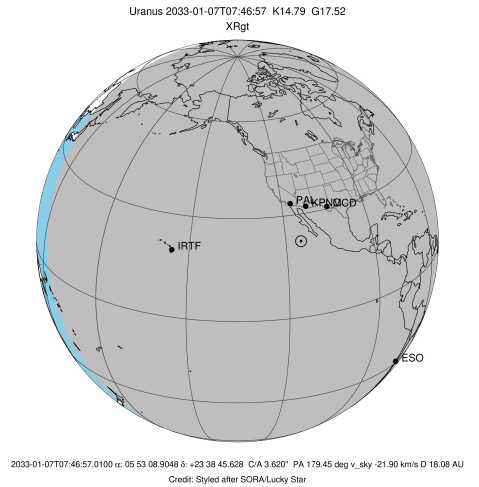 Uranus 2033-01-07T07:46:57 K14.79 G17.52
XRgt
PAL KPNO MCD
IRTF
ESO
2033-01-07T07:46:57.0100 α: 05 53 08.9048 δ: +23 38 45.628 C/A 3.620" PA 179.45 deg v_sky -21.90 km/s D 18.08 AU
Credit: Styled after SORA/Lucky Star